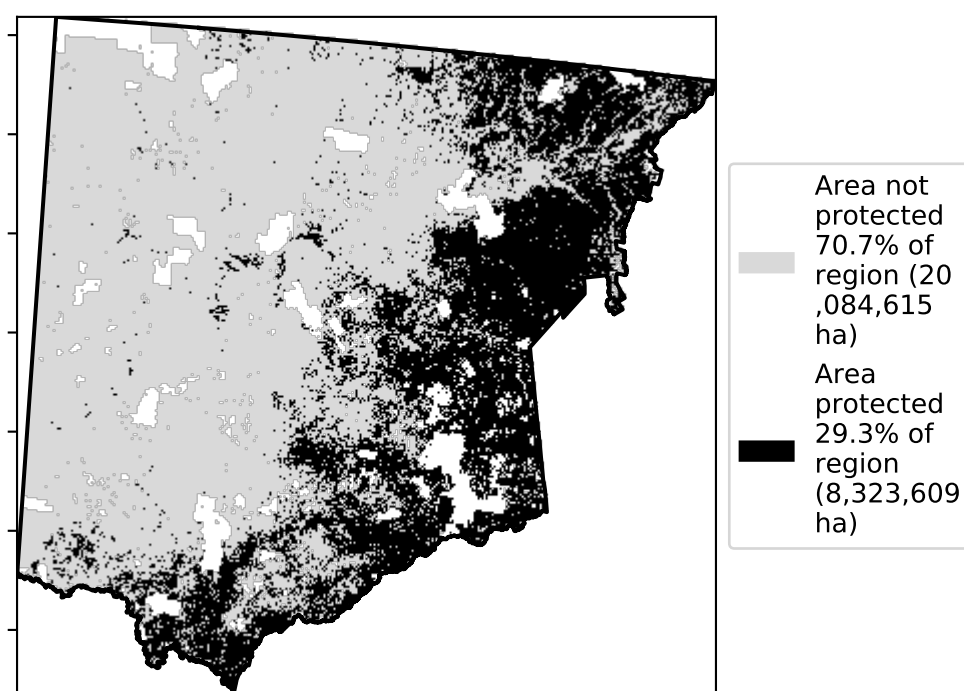 Area not
protected
70.7% of
region (20
,084,615
ha)
Area
protected
29.3% of
region
(8,323,609
ha)